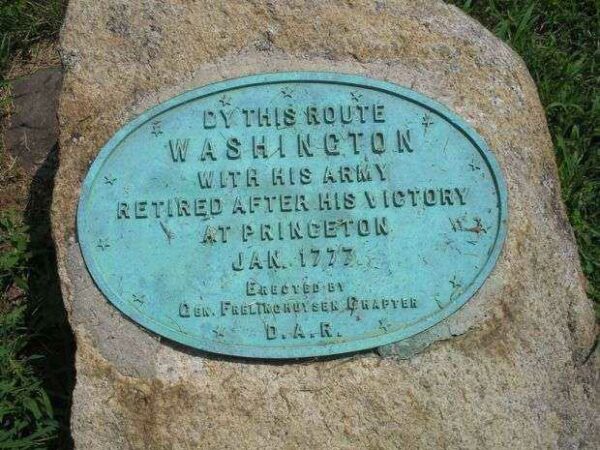 BY THIS ROUTE
WASHINGTON
WITH HIS ARMY
RETIRED AFTER HIS VICTORY
AT PRINCETON
JAN. 1777.
ERECTED BY
GEN. FRELINGHUYSEN CHAPTER
D.A.R.